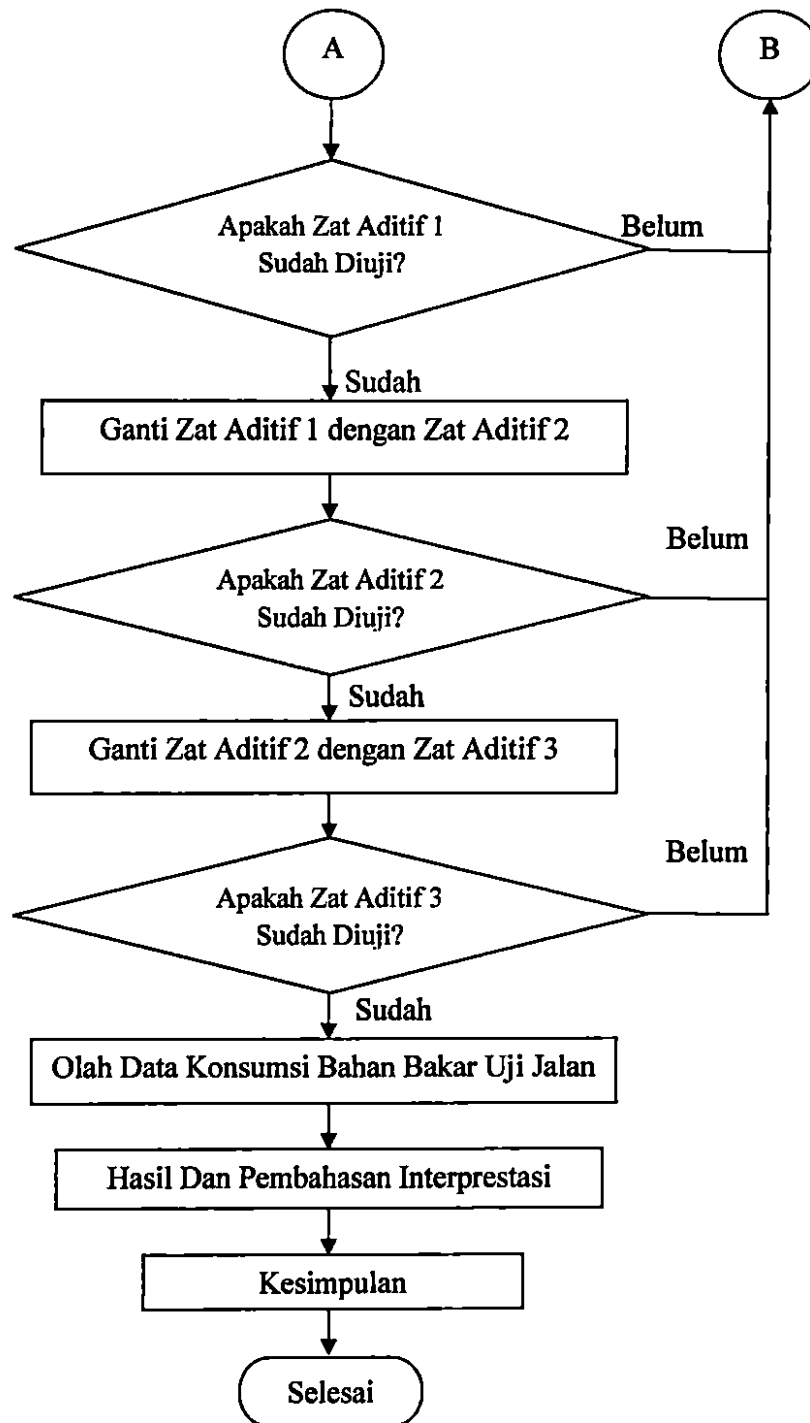 A
B
Apakah Zat Aditif 1
Sudah Diuji?
Belum
Sudah
Ganti Zat Aditif 1 dengan Zat Aditif 2
Apakah Zat Aditif 2
Sudah Diuji?
Belum
Sudah
Ganti Zat Aditif 2 dengan Zat Aditif 3
Apakah Zat Aditif 3
Sudah Diuji?
Belum
Sudah
Olah Data Konsumsi Bahan Bakar Uji Jalan
Hasil Dan Pembahasan Interprestasi
Kesimpulan
Selesai